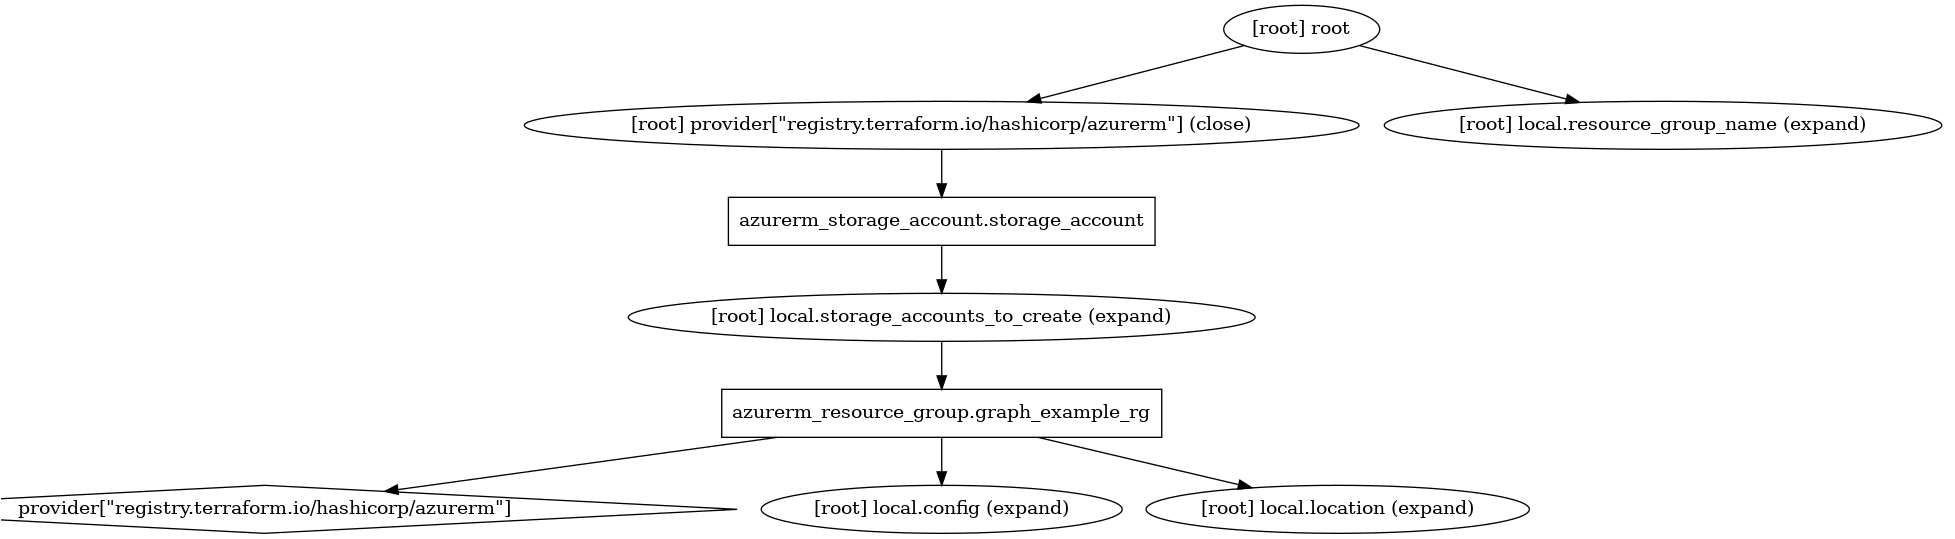 [root] root
[root] provider["registry.terraform.io/hashicorp/azurerm"] (close)
[root] local.resource_group_name (expand)
azurerm_storage_account.storage_account
[root] local.storage_accounts_to_create (expand)
azurerm_resource_group.graph_example_rg
provider["registry.terraform.io/hashicorp/azurerm"]
[root] local.config (expand)
[root] local.location (expand)